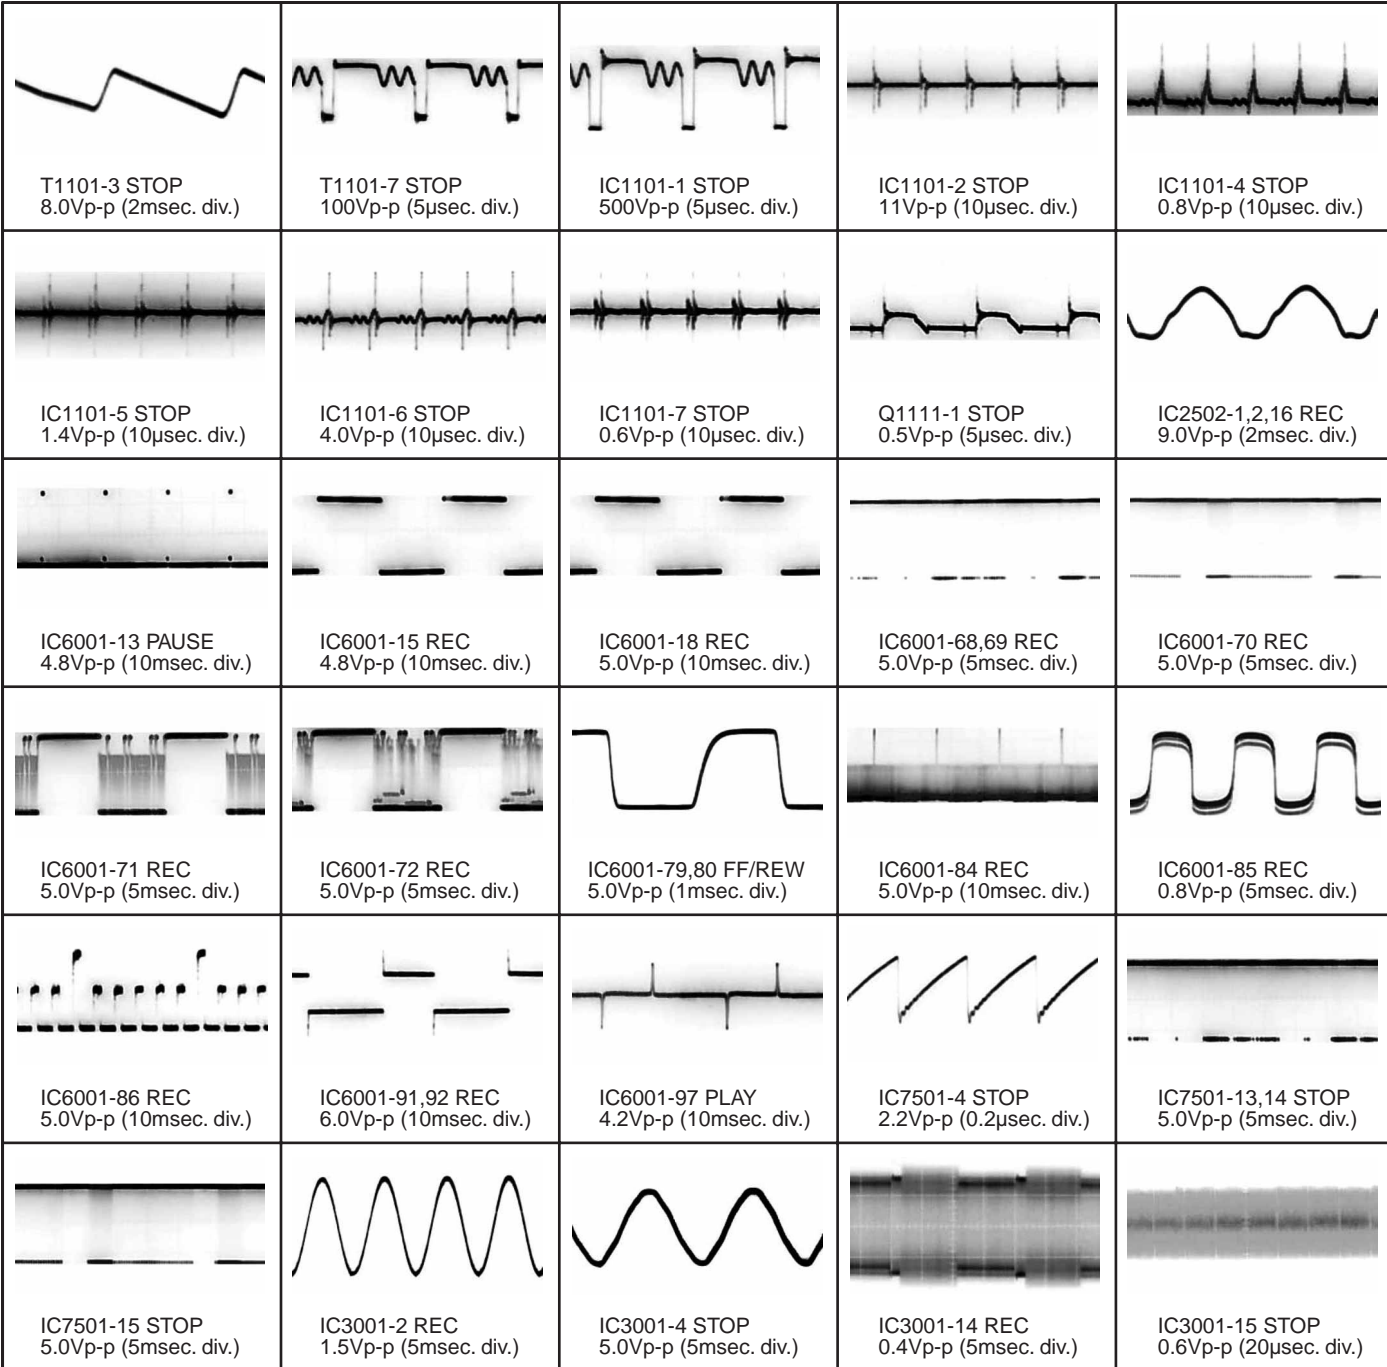 T1101-3 STOP
8.0Vp-p (2msec. div.)
T1101-7 STOP
100Vp-p (5µsec. div.)
IC1101-1 STOP
500Vp-p (5µsec. div.)
IC1101-2 STOP
11Vp-p (10µsec. div.)
IC1101-4 STOP
0.8Vp-p (10µsec. div.)
IC1101-5 STOP
1.4Vp-p (10µsec. div.)
IC1101-6 STOP
4.0Vp-p (10µsec. div.)
IC1101-7 STOP
0.6Vp-p (10µsec. div.)
Q1111-1 STOP
0.5Vp-p (5µsec. div.)
IC2502-1,2,16 REC
9.0Vp-p (2msec. div.)
IC6001-13 PAUSE
4.8Vp-p (10msec. div.)
IC6001-15 REC
4.8Vp-p (10msec. div.)
IC6001-18 REC
5.0Vp-p (10msec. div.)
IC6001-68,69 REC
5.0Vp-p (5msec. div.)
IC6001-70 REC
5.0Vp-p (5msec. div.)
IC6001-71 REC
5.0Vp-p (5msec. div.)
IC6001-72 REC
5.0Vp-p (5msec. div.)
IC6001-79,80 FF/REW
5.0Vp-p (1msec. div.)
IC6001-84 REC
5.0Vp-p (10msec. div.)
IC6001-85 REC
0.8Vp-p (5msec. div.)
IC6001-86 REC
5.0Vp-p (10msec. div.)
IC6001-91,92 REC
6.0Vp-p (10msec. div.)
IC6001-97 PLAY
4.2Vp-p (10msec. div.)
IC7501-4 STOP
2.2Vp-p (0.2µsec. div.)
IC7501-13,14 STOP
5.0Vp-p (5msec. div.)
IC7501-15 STOP
5.0Vp-p (5msec. div.)
IC3001-2 REC
1.5Vp-p (5msec. div.)
IC3001-4 STOP
5.0Vp-p (5msec. div.)
IC3001-14 REC
0.4Vp-p (5msec. div.)
IC3001-15 STOP
0.6Vp-p (20µsec. div.)